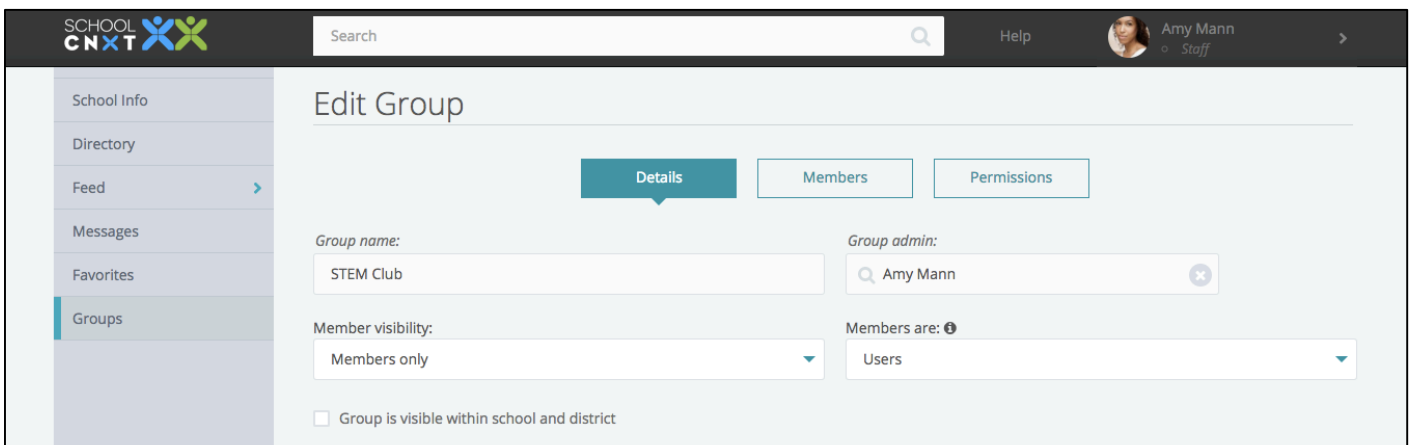 SCHOOL
CNXT
Search
Help
Amy Mann
Staff
School Info
Directory
Feed
Messages
Favorites
Groups
Edit Group
Details
Members
Permissions
Group name:
Group admin:
STEM Club
Amy Mann
Member visibility:
Members are:
Members only
Users
Group is visible within school and district